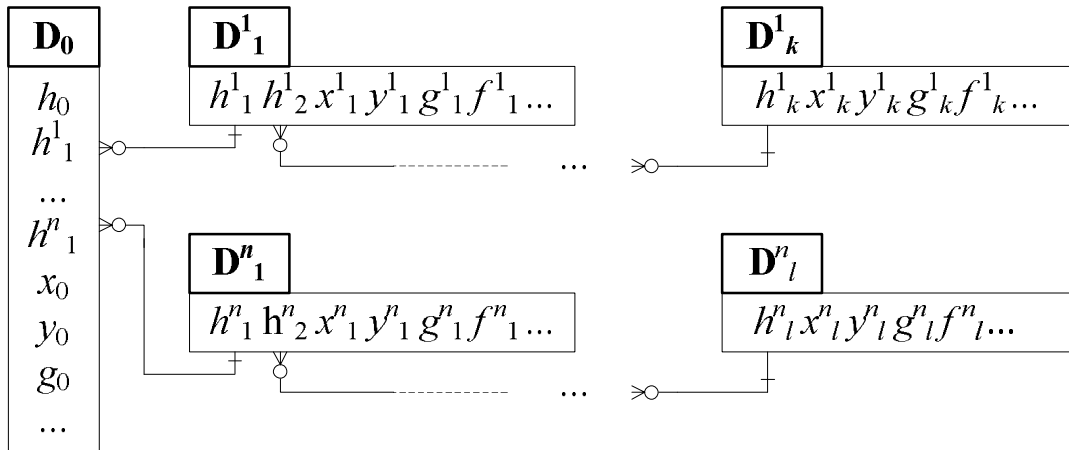 D₀
h₀
h¹₁
...
hⁿ₁
x₀
y₀
g₀
...
D¹₁
h¹₁ h¹₂ x¹₁ y¹₁ g¹₁ f¹₁...
...
D¹ₖ
h¹ₖ x¹ₖ y¹ₖ g¹ₖ f¹ₖ...
Dⁿ₁
hⁿ₁ hⁿ₂ xⁿ₁ yⁿ₁ gⁿ₁ fⁿ₁...
...
Dⁿₗ
hⁿₗ xⁿₗ yⁿₗ gⁿₗ fⁿₗ...